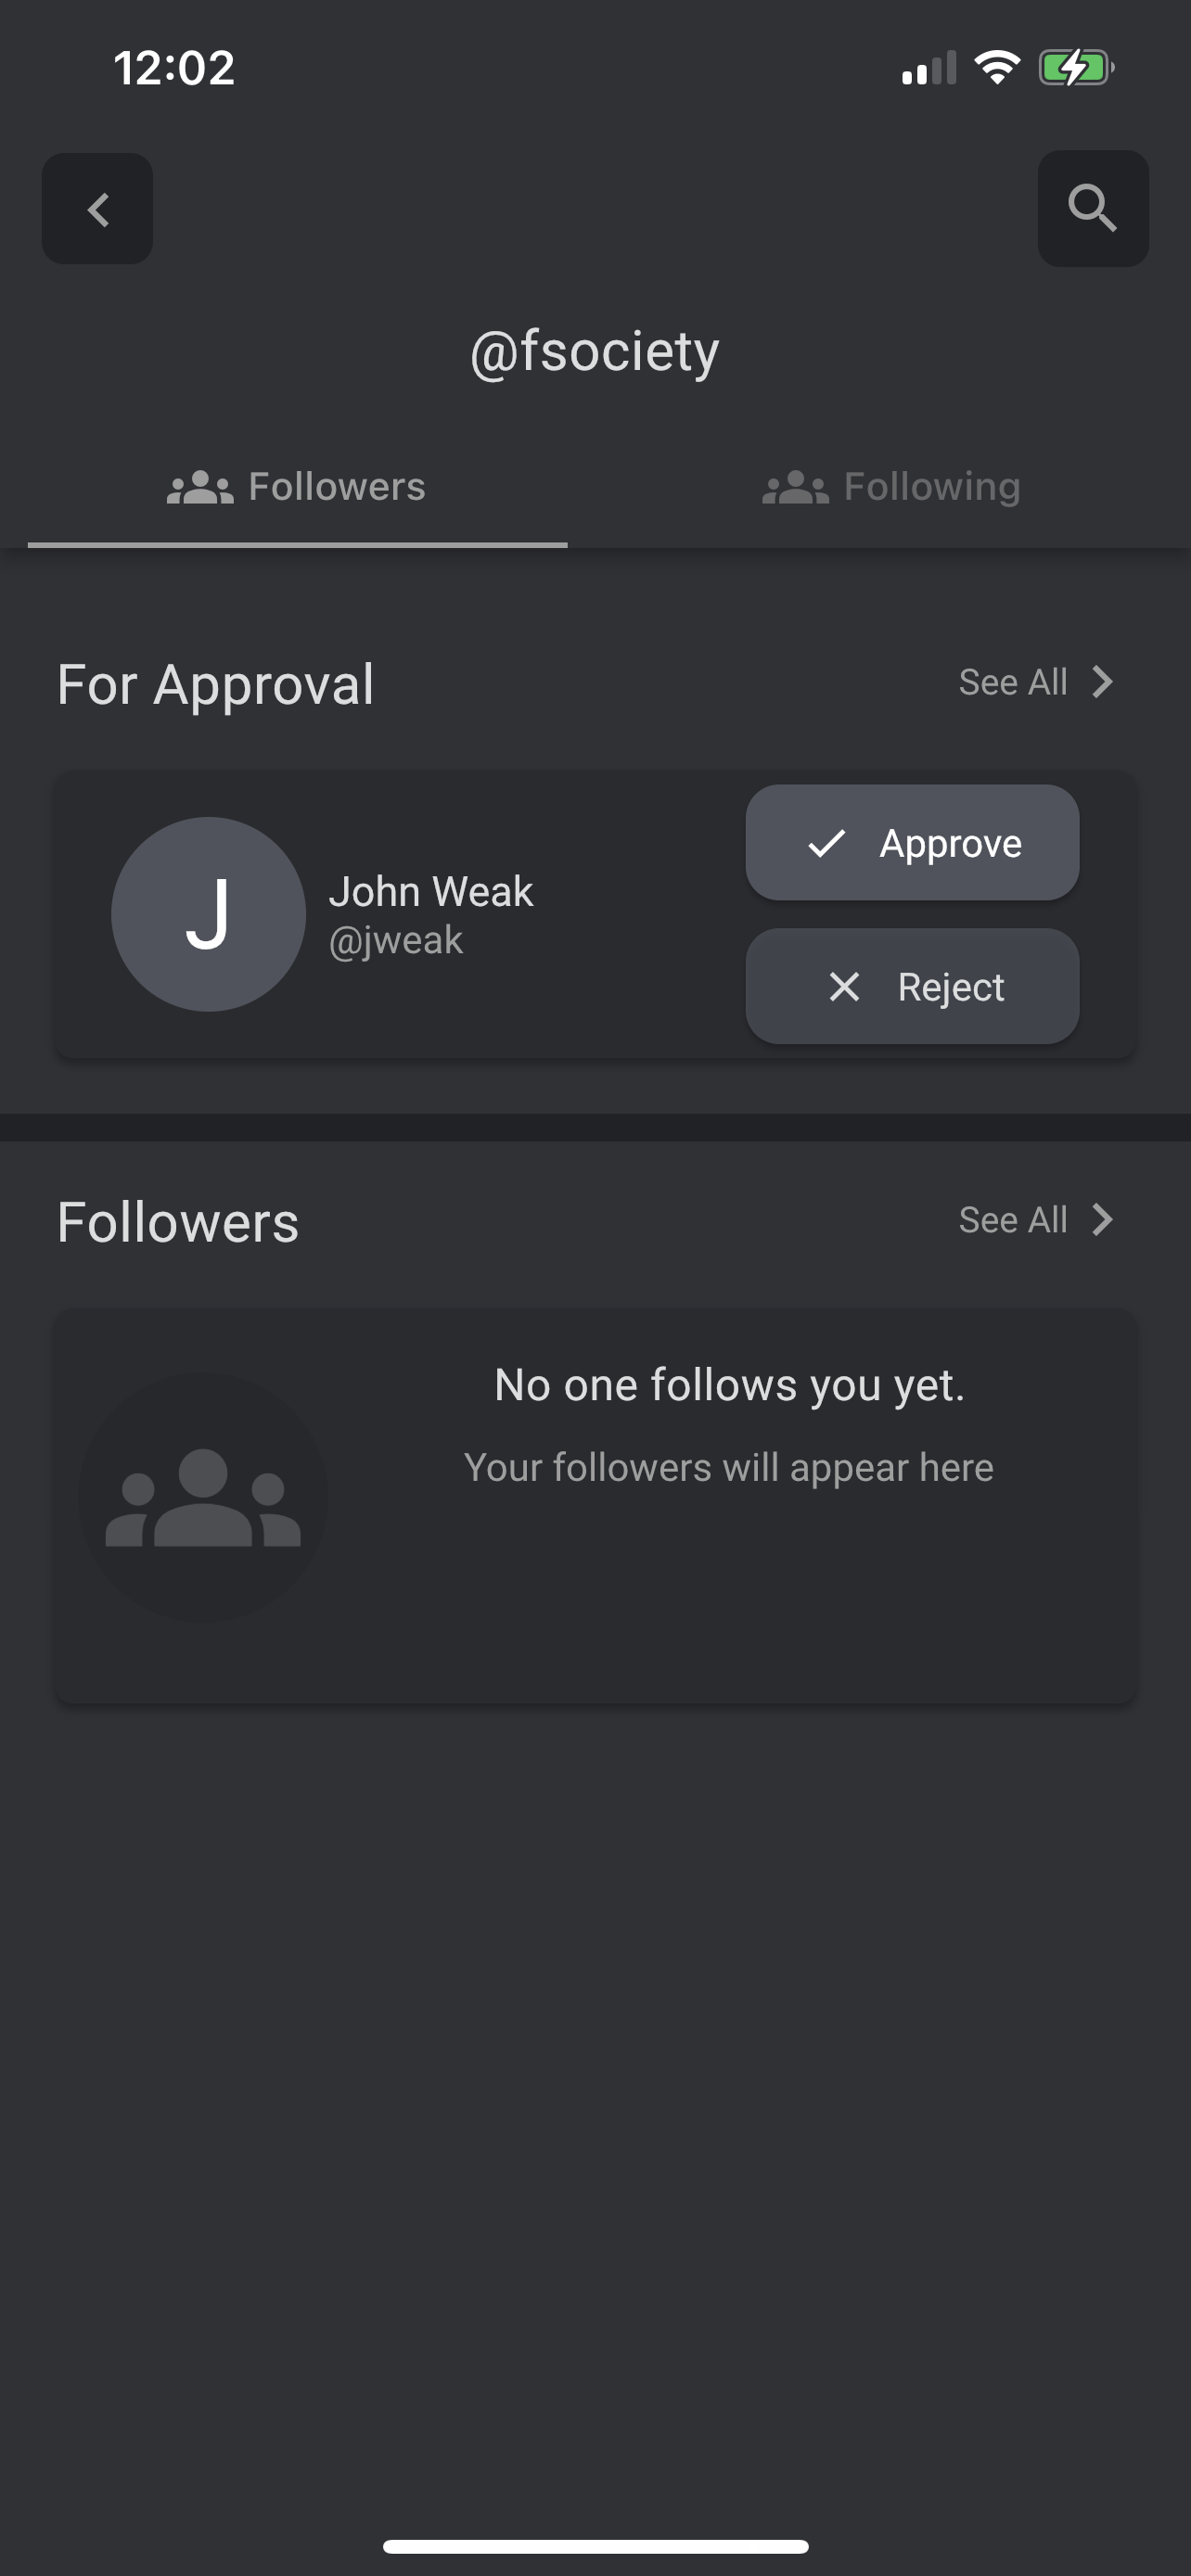 12:02
@fsociety
Followers
Following
For Approval
See All
J
John Weak
@jweak
Approve
Reject
Followers
See All
No one follows you yet.
Your followers will appear here